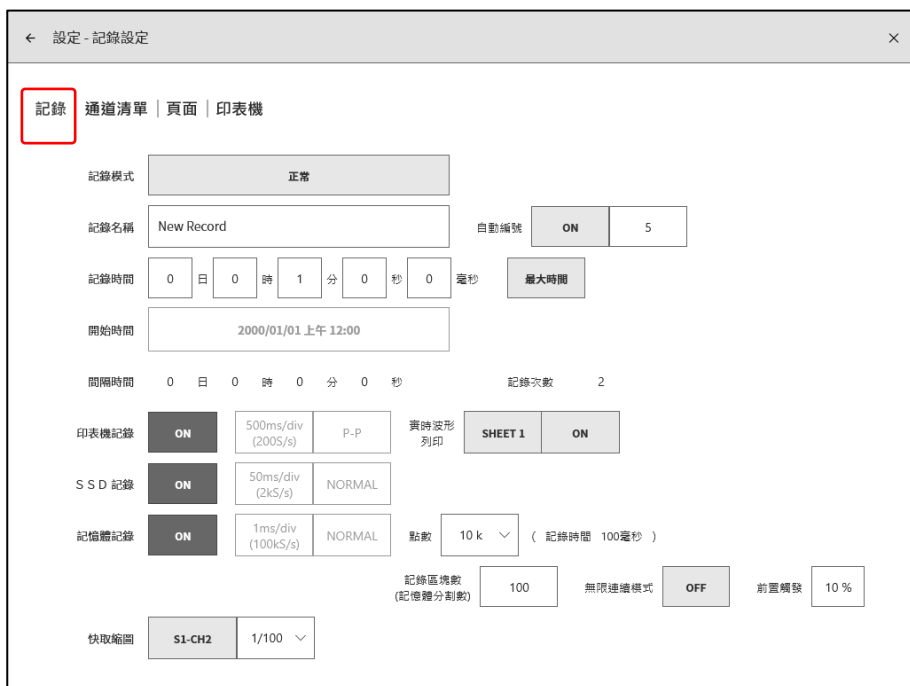 ← 設定 - 記錄設定 ×
記錄 通道清單 | 頁面 | 印表機
記錄模式 正常
記錄名稱 New Record 自動編號 ON 5
記錄時間 0 日 0 時 1 分 0 秒 0 毫秒 最大時間
開始時間 2000/01/01 上午 12:00
間隔時間 0 日 0 時 0 分 0 秒 記錄次數 2
印表機記錄 ON 500ms/div (200S/s) P-P 實時波形 列印 SHEET 1 ON
ＳＳＤ 記錄 ON 50ms/div (2kS/s) NORMAL
記憶體記錄 ON 1ms/div (100kS/s) NORMAL 點數 10 k ( 記錄時間 100毫秒 )
記錄區塊數 (記憶體分割數) 100 無限連續模式 OFF 前置觸發 10 %
快取縮圖 S1-CH2 1/100